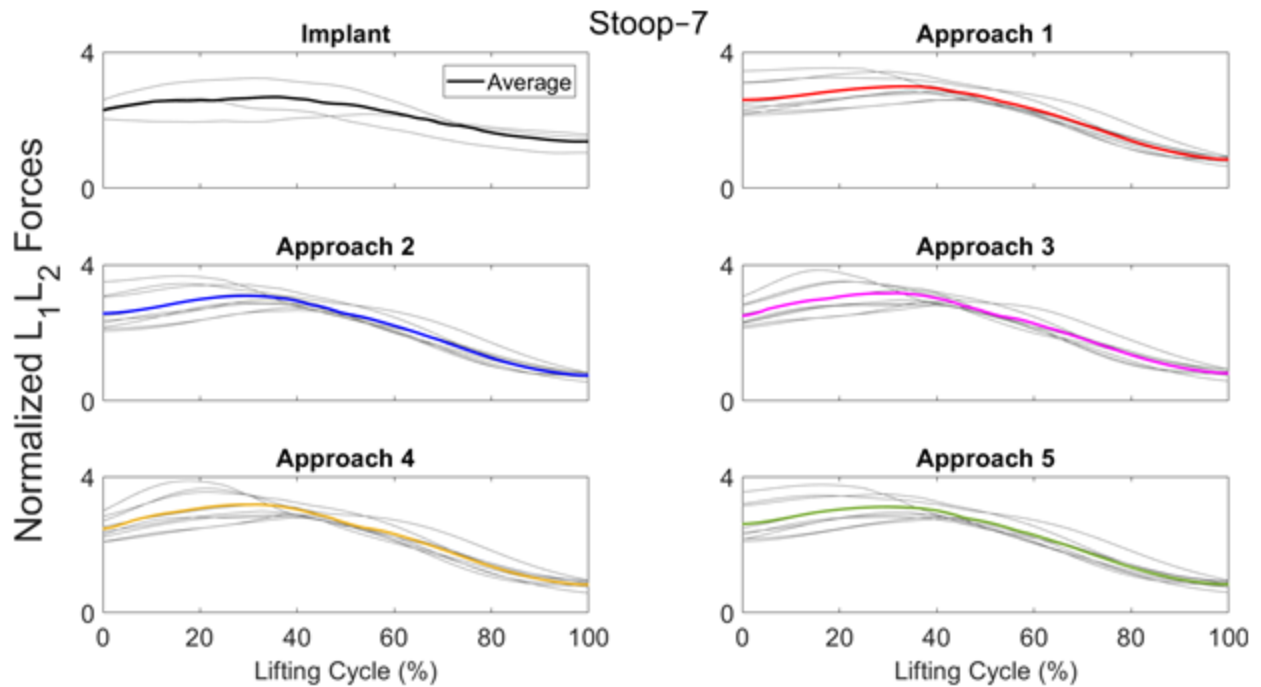 Stoop-7
Normalized L1L2 Forces
Implant
4
0
Average
Approach 1
4
0
Approach 2
4
0
Approach 3
4
0
Approach 4
4
0
0 20 40 60 80 100
Lifting Cycle (%)
Approach 5
4
0
0 20 40 60 80 100
Lifting Cycle (%)